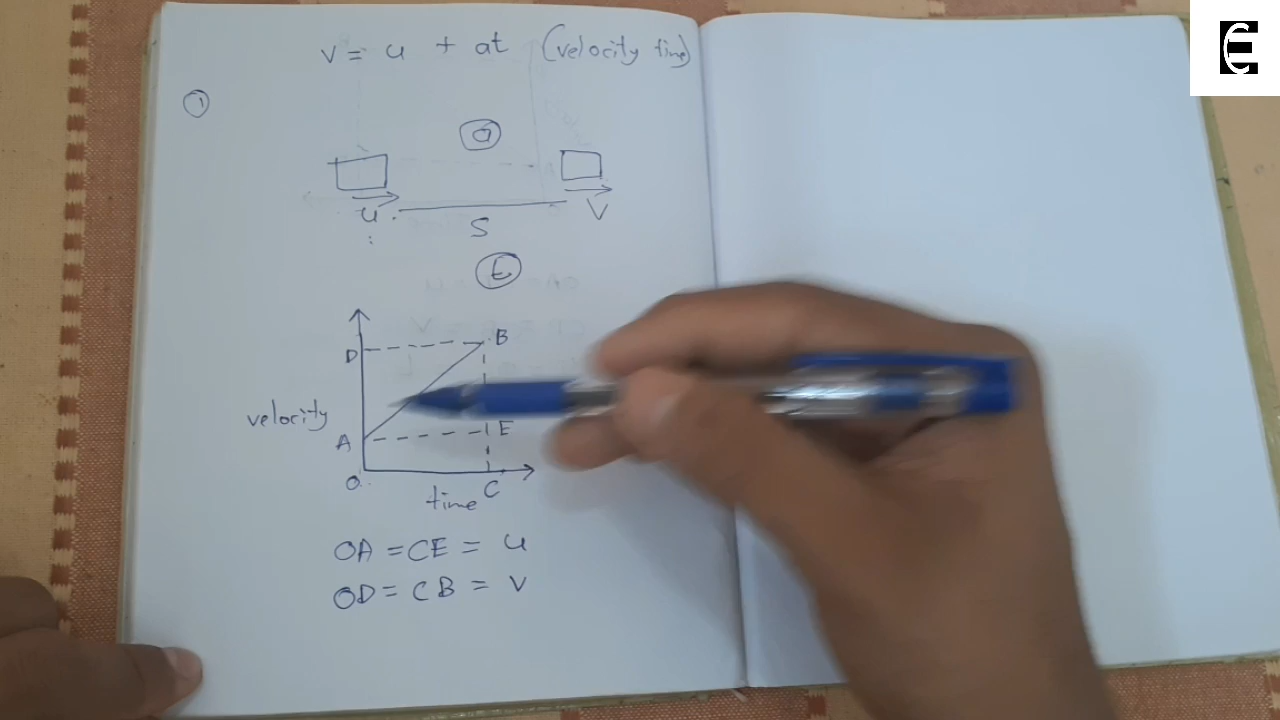 E
v = u + at (velocity time)
1
a
u
S
V
t
D
B
velocity
A
E
O
time
C
OA = CE = u
OD = CB = V